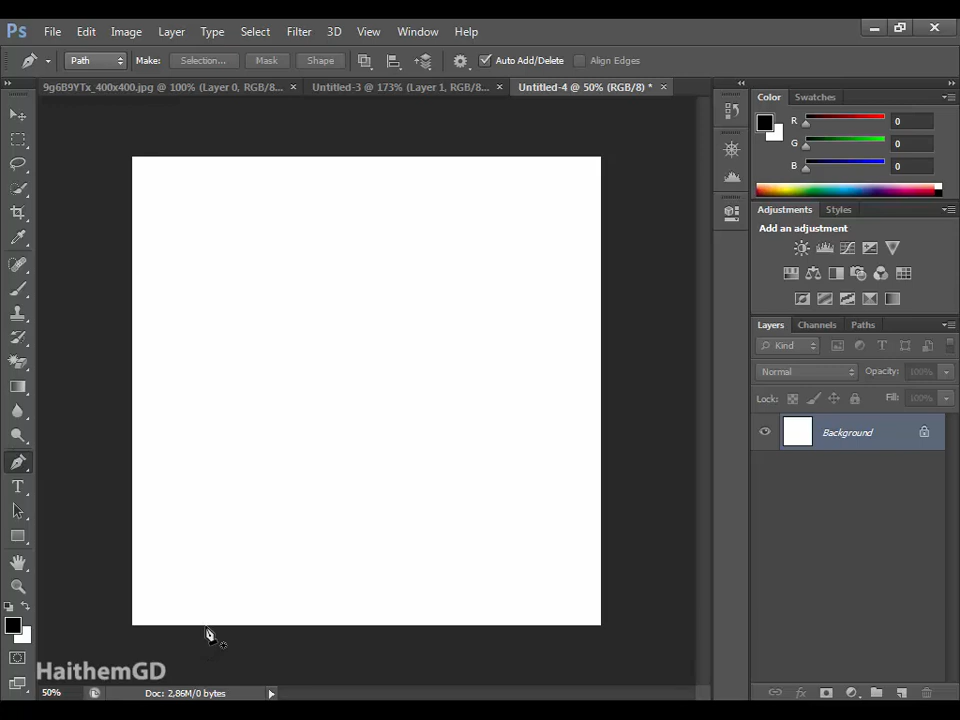 Ps File Edit Image Layer Type Select Filter 3D View Window Help
Path Make: Selection... Mask Shape Auto Add/Delete Align Edges
9g6B9YTx_400x400.jpg @ 100% (Layer 0, RGB/8... × Untitled-3 @ 173% (Layer 1, RGB/8... × Untitled-4 @ 50% (RGB/8) * ×
Color Swatches
R 0
G 0
B 0
Adjustments Styles
Add an adjustment
Layers Channels Paths
Kind
Normal Opacity: 100%
Lock: Fill: 100%
Background
T
HaithemGD
50% Doc: 2,86M/0 bytes